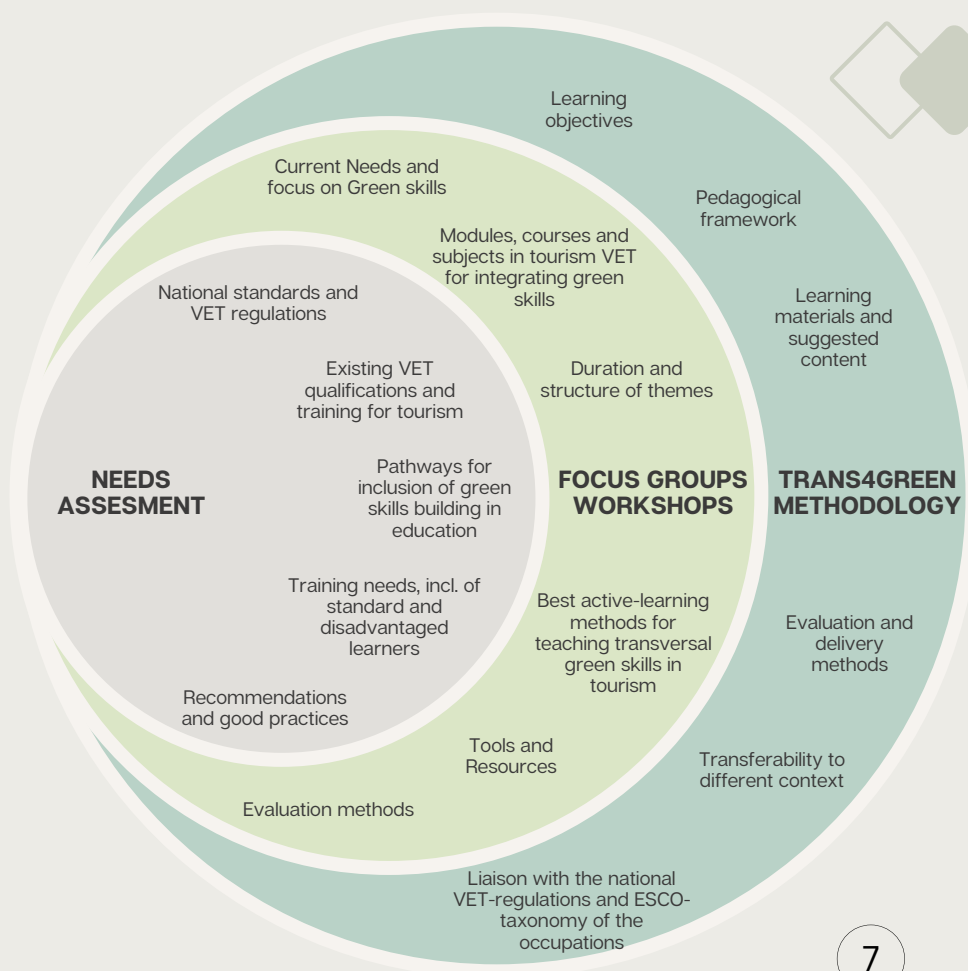 National standards and
VET regulations
Existing VET
qualifications and
training for tourism
NEEDS
ASSESMENT
Pathways for
inclusion of green
skills building in
education
Training needs, incl. of
standard and
disadvantaged
learners
Recommendations
and good practices
Current Needs and
focus on Green skills
Modules, courses and
subjects in tourism VET
for integrating green
skills
Duration and
structure of themes
FOCUS GROUPS
WORKSHOPS
Best active-learning
methods for
teaching transversal
green skills in
tourism
Tools and
Resources
Evaluation methods
Learning
objectives
Pedagogical
framework
Learning
materials and
suggested
content
TRANS4GREEN
METHODOLOGY
Evaluation and
delivery
methods
Transferability to
different context
Liaison with the national
VET-regulations and ESCO-
taxonomy of the
occupations
7